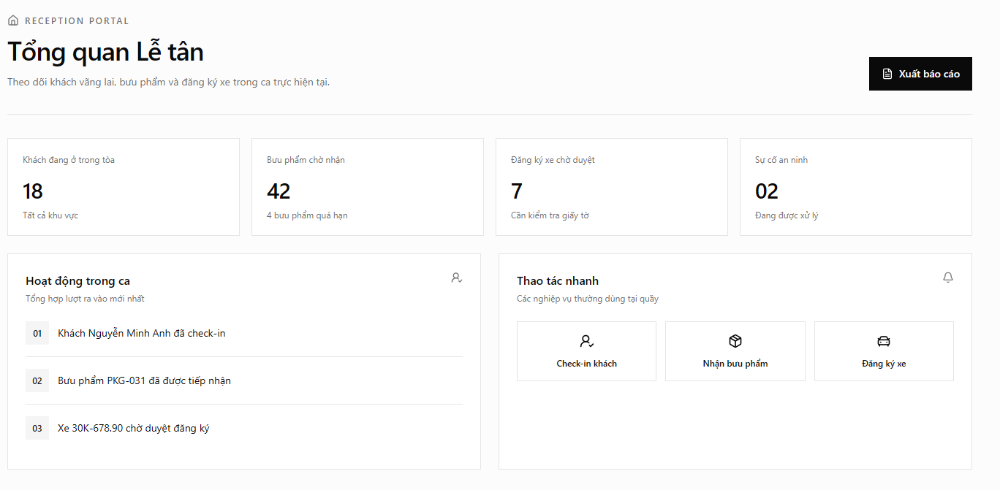 RECEPTION PORTAL
Tổng quan Lễ tân
Theo dõi khách vãng lai, bưu phẩm và đăng ký xe trong ca trực hiện tại.
Xuất báo cáo
Khách đang ở trong tòa
18
Tất cả khu vực
Bưu phẩm chờ nhận
42
4 bưu phẩm quá hạn
Đăng ký xe chờ duyệt
7
Cần kiểm tra giấy tờ
Sự cố an ninh
02
Đang được xử lý
Hoạt động trong ca
Tổng hợp lượt ra vào mới nhất
01 Khách Nguyễn Minh Anh đã check-in
02 Bưu phẩm PKG-031 đã được tiếp nhận
03 Xe 30K-678.90 chờ duyệt đăng ký
Thao tác nhanh
Các nghiệp vụ thường dùng tại quầy
Check-in khách
Nhận bưu phẩm
Đăng ký xe